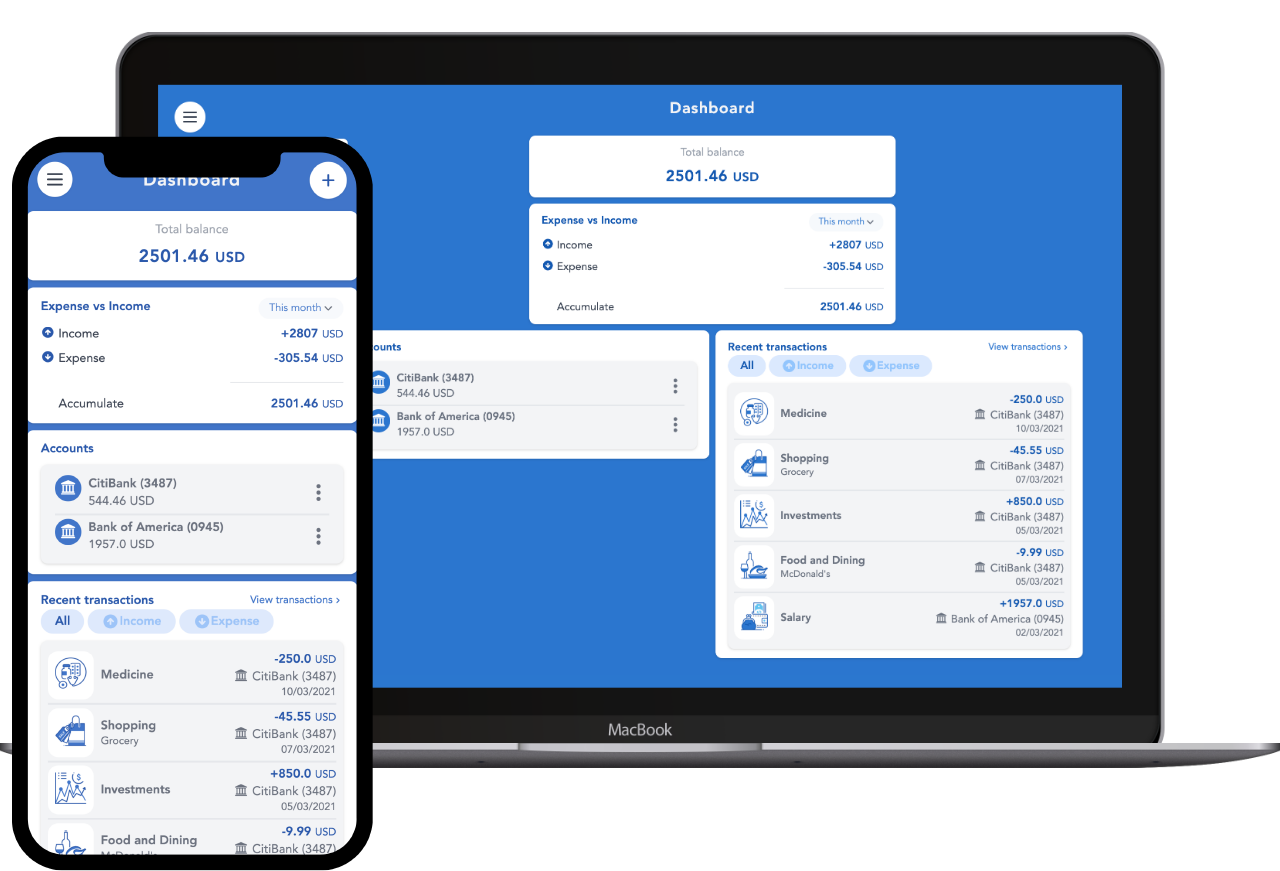 Dashboard
Total balance
2501.46 USD
Expense vs Income
This month
Income
+2807 USD
Expense
-305.54 USD
Accumulate
2501.46 USD
ounts
CitiBank (3487)
544.46 USD
Bank of America (0945)
1957.0 USD
Recent transactions
View transactions ›
All
Income
Expense
Medicine
-250.0 USD
CitiBank (3487)
10/03/2021
Shopping
Grocery
-45.55 USD
CitiBank (3487)
07/03/2021
Investments
+850.0 USD
CitiBank (3487)
05/03/2021
Food and Dining
McDonald's
-9.99 USD
CitiBank (3487)
05/03/2021
Salary
+1957.0 USD
Bank of America (0945)
02/03/2021
MacBook
Dashboard
Total balance
2501.46 USD
Expense vs Income
This month
Income
+2807 USD
Expense
-305.54 USD
Accumulate
2501.46 USD
Accounts
CitiBank (3487)
544.46 USD
Bank of America (0945)
1957.0 USD
Recent transactions
View transactions ›
All
Income
Expense
Medicine
-250.0 USD
CitiBank (3487)
10/03/2021
Shopping
Grocery
-45.55 USD
CitiBank (3487)
07/03/2021
Investments
+850.0 USD
CitiBank (3487)
05/03/2021
Food and Dining
McDonald's
-9.99 USD
CitiBank (3487)